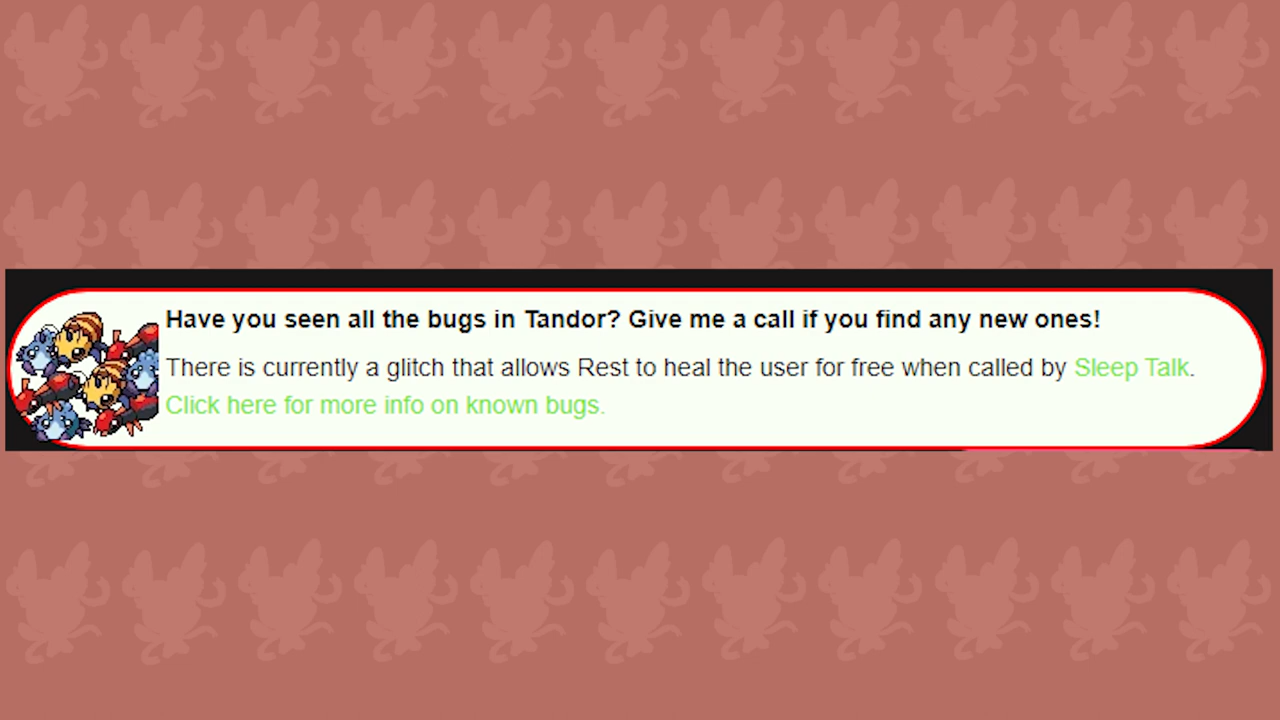 Have you seen all the bugs in Tandor? Give me a call if you find any new ones!
There is currently a glitch that allows Rest to heal the user for free when called by Sleep Talk.
Click here for more info on known bugs.